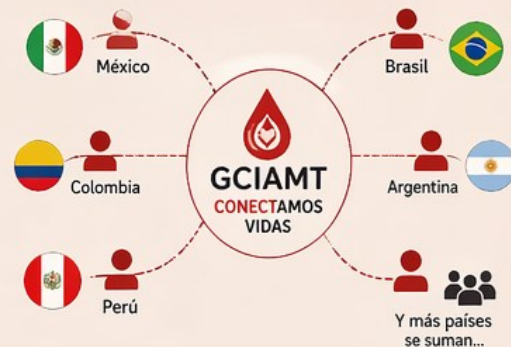 México
Brasil
Colombia
GCIAMT
CONECTAMOS
VIDAS
Argentina
Perú
Y más países
se suman...